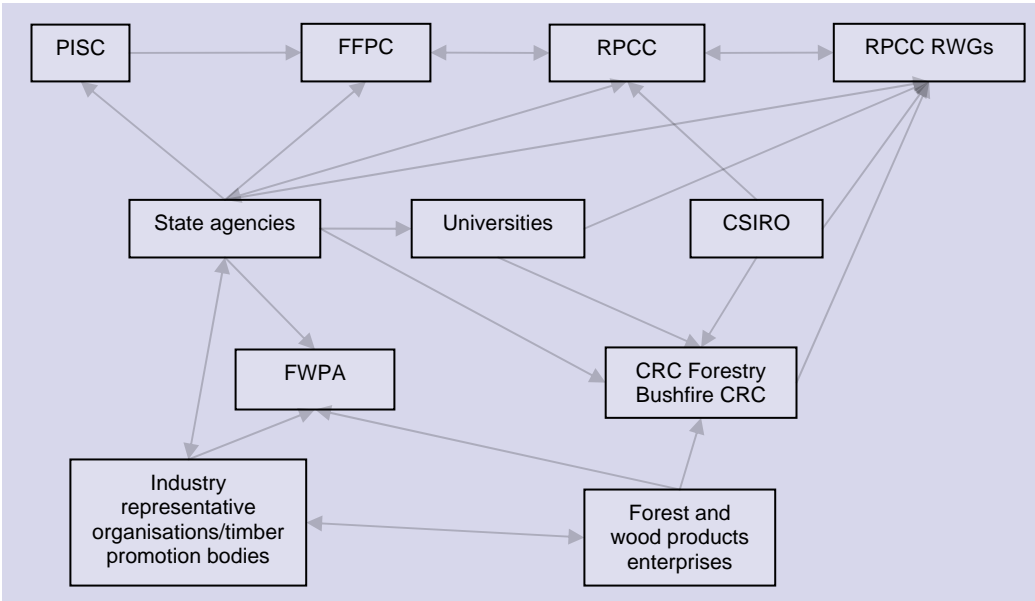 PISC
FFPC
RPCC
RPCC RWGs
State agencies
Universities
CSIRO
FWPA
CRC Forestry
Bushfire CRC
Industry
representative
organisations/timber
promotion bodies
Forest and
wood products
enterprises